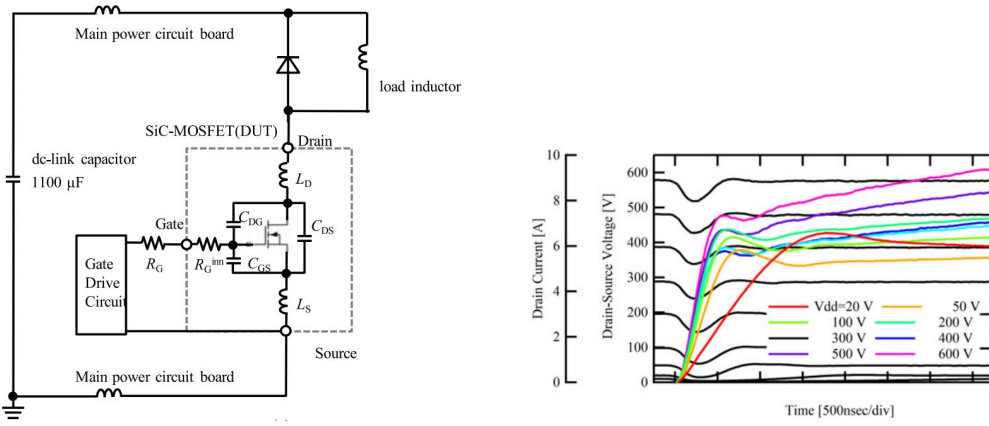 Main power circuit board
load inductor
SiC-MOSFET(DUT)
Drain
dc-link capacitor
1100 μF
L_D
Gate
C_DG
C_DS
R_G
R_G^inn
C_GS
Gate
Drive
Circuit
L_S
Source
Main power circuit board
Drain Current [A]
10
8
6
4
2
0
Drain-Source Voltage [V]
600
500
400
300
200
100
0
Vdd=20 V
50 V
100 V
200 V
300 V
400 V
500 V
600 V
Time [500nsec/div]